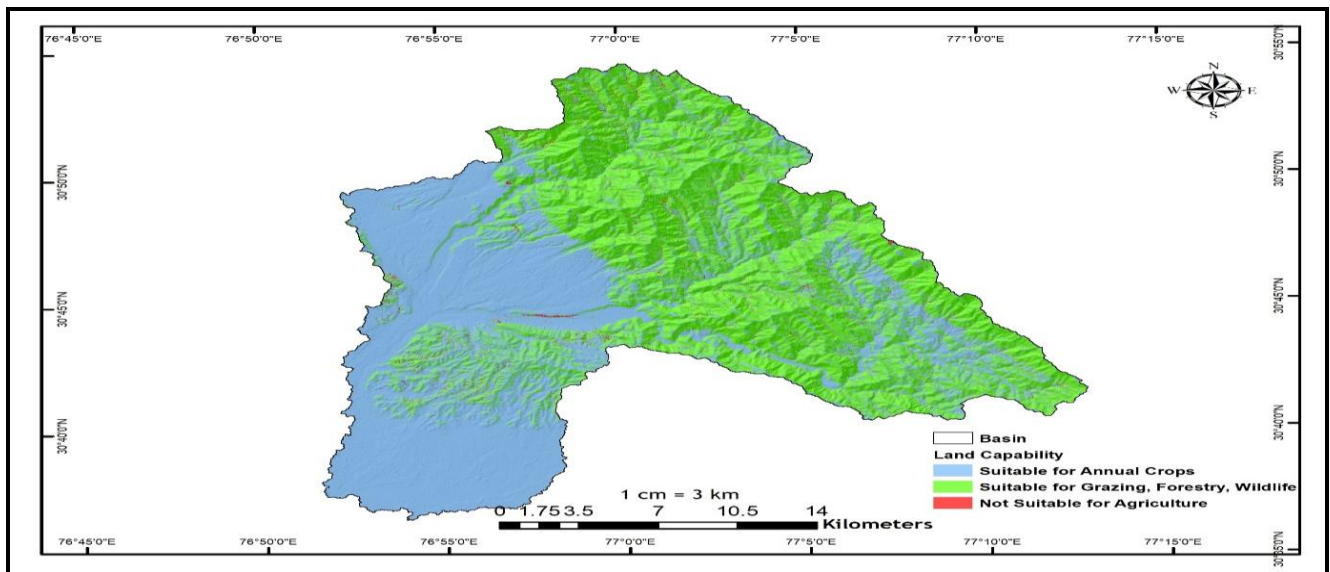 76°45'0"E 76°50'0"E 76°55'0"E 77°0'0"E 77°5'0"E 77°10'0"E 77°15'0"E
30°55'0"N
N
W E
S
30°50'0"N 30°50'0"N
30°45'0"N 30°45'0"N
30°40'0"N 30°40'0"N
Basin
Land Capability
Suitable for Annual Crops
Suitable for Grazing, Forestry, Wildlife
Not Suitable for Agriculture
1 cm = 3 km
0 1.75 3.5 7 10.5 14
Kilometers
30°35'0"N
76°45'0"E 76°50'0"E 76°55'0"E 77°0'0"E 77°5'0"E 77°10'0"E 77°15'0"E